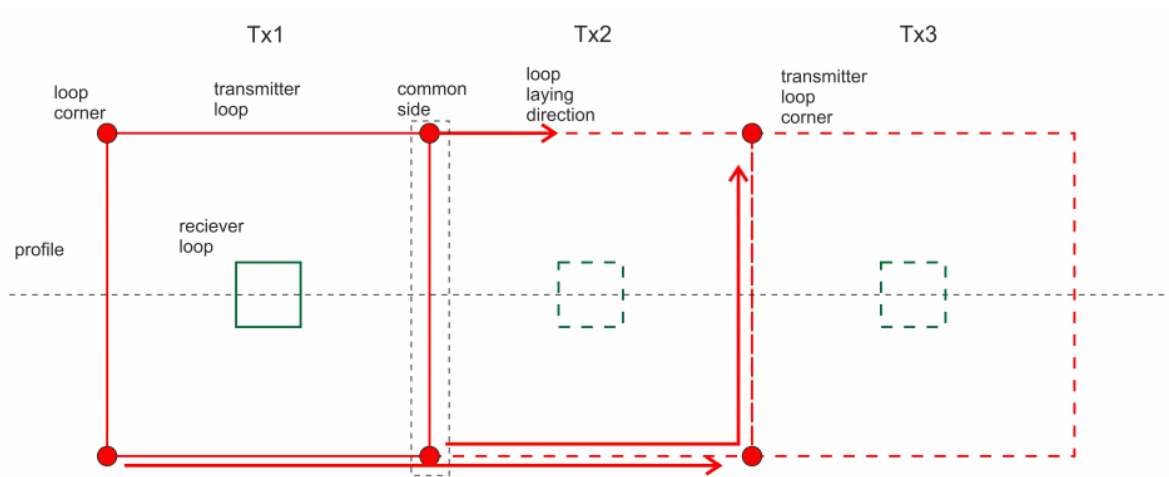 Tx1
Tx2
Tx3
loop
corner
transmitter
loop
common
side
loop
laying
direction
transmitter
loop
corner
reciever
loop
profile